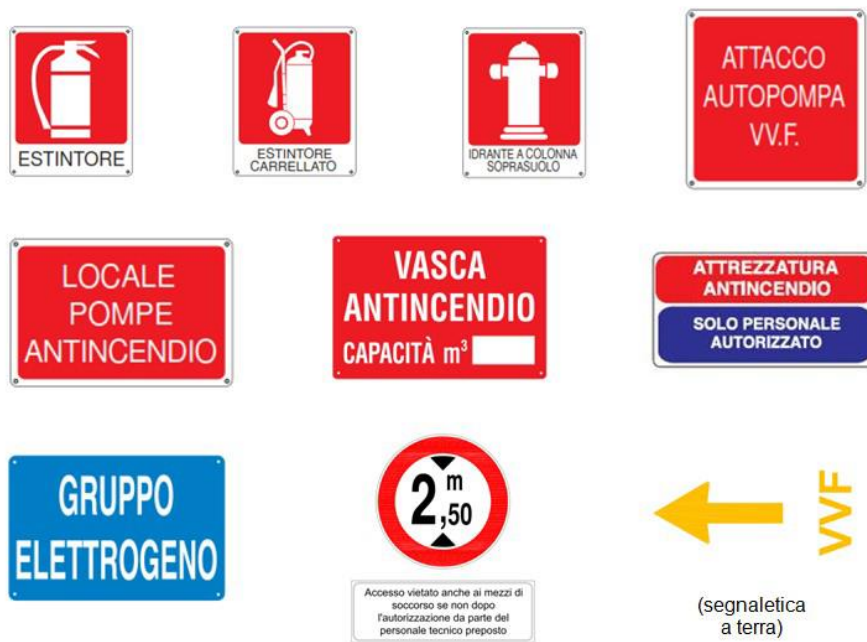 ESTINTORE
ESTINTORE
CARRELLATO
IDRANTE A COLONNA
SOPRASUOLO
ATTACCO
AUTOPOMPA
VV.F.
LOCALE
POMPE
ANTINCENDIO
VASCA
ANTINCENDIO
CAPACITÀ m³
ATTREZZATURA
ANTINCENDIO
SOLO PERSONALE
AUTORIZZATO
GRUPPO
ELETTROGENO
2,50 m
Accesso vietato anche ai mezzi di
soccorso se non dopo
l'autorizzazione da parte del
personale tecnico preposto
VVF
(segnaletica
a terra)